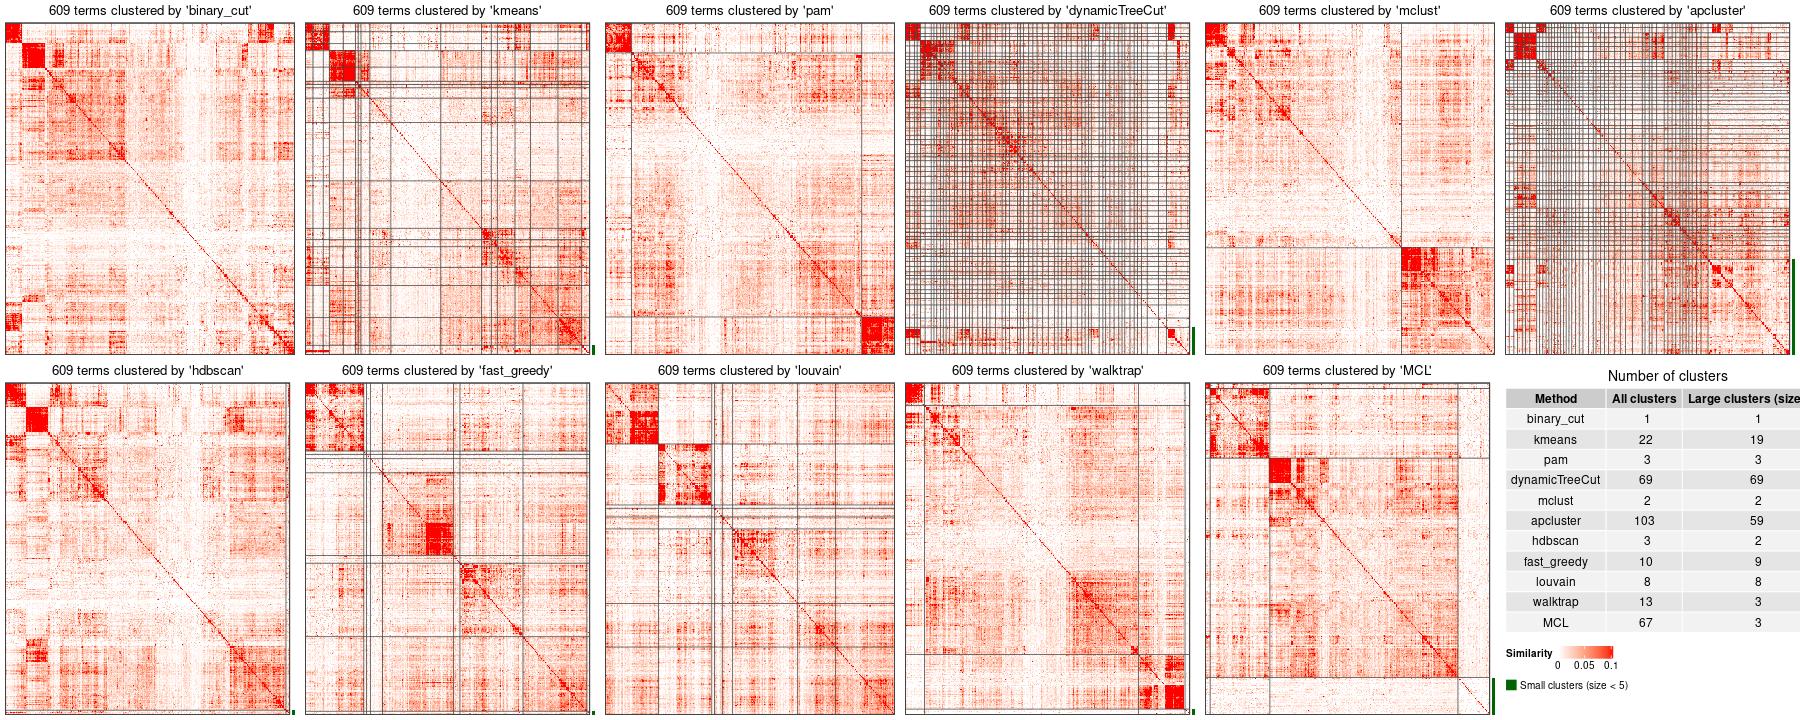 609 terms clustered by 'binary_cut'
609 terms clustered by 'kmeans'
609 terms clustered by 'pam'
609 terms clustered by 'dynamicTreeCut'
609 terms clustered by 'mclust'
609 terms clustered by 'apcluster'
609 terms clustered by 'hdbscan'
609 terms clustered by 'fast_greedy'
609 terms clustered by 'louvain'
609 terms clustered by 'walktrap'
609 terms clustered by 'MCL'
Number of clusters
Method All clusters Large clusters (size
binary_cut 1 1
kmeans 22 19
pam 3 3
dynamicTreeCut 69 69
mclust 2 2
apcluster 103 59
hdbscan 3 2
fast_greedy 10 9
louvain 8 8
walktrap 13 3
MCL 67 3
Similarity
0 0.05 0.1
Small clusters (size < 5)